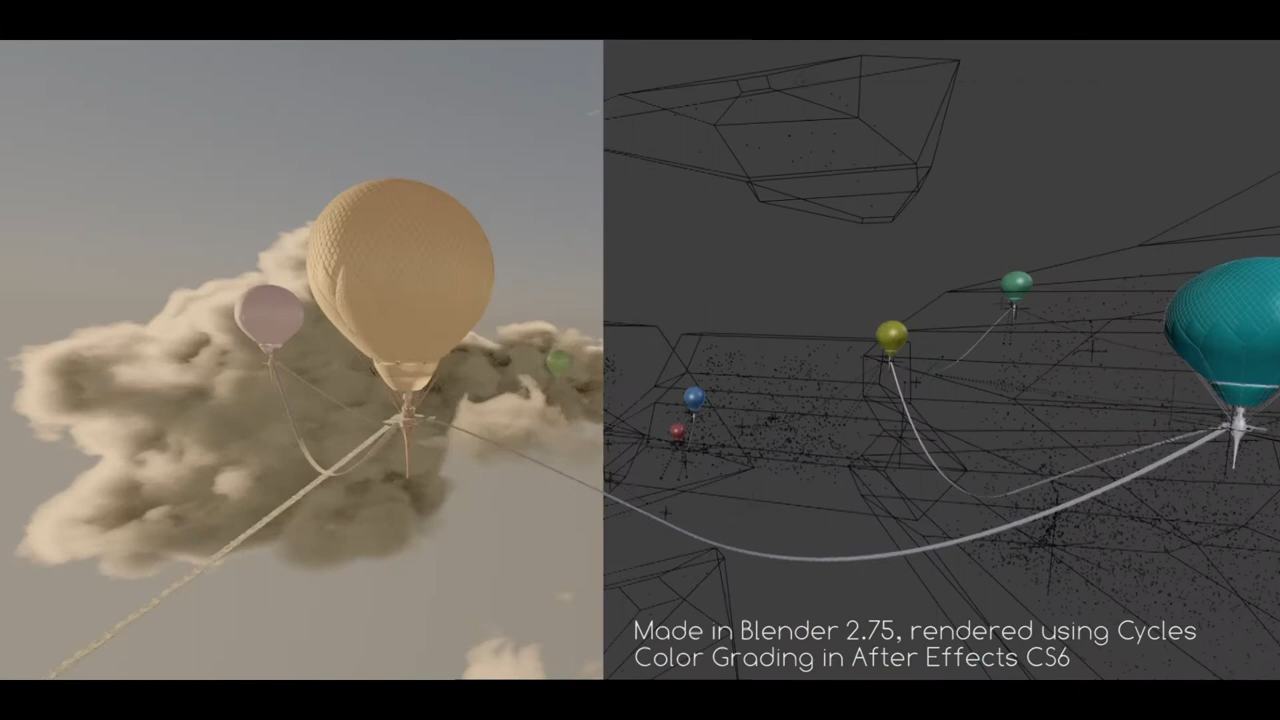 Made in Blender 2.75, rendered using Cycles
Color Grading in After Effects CS6